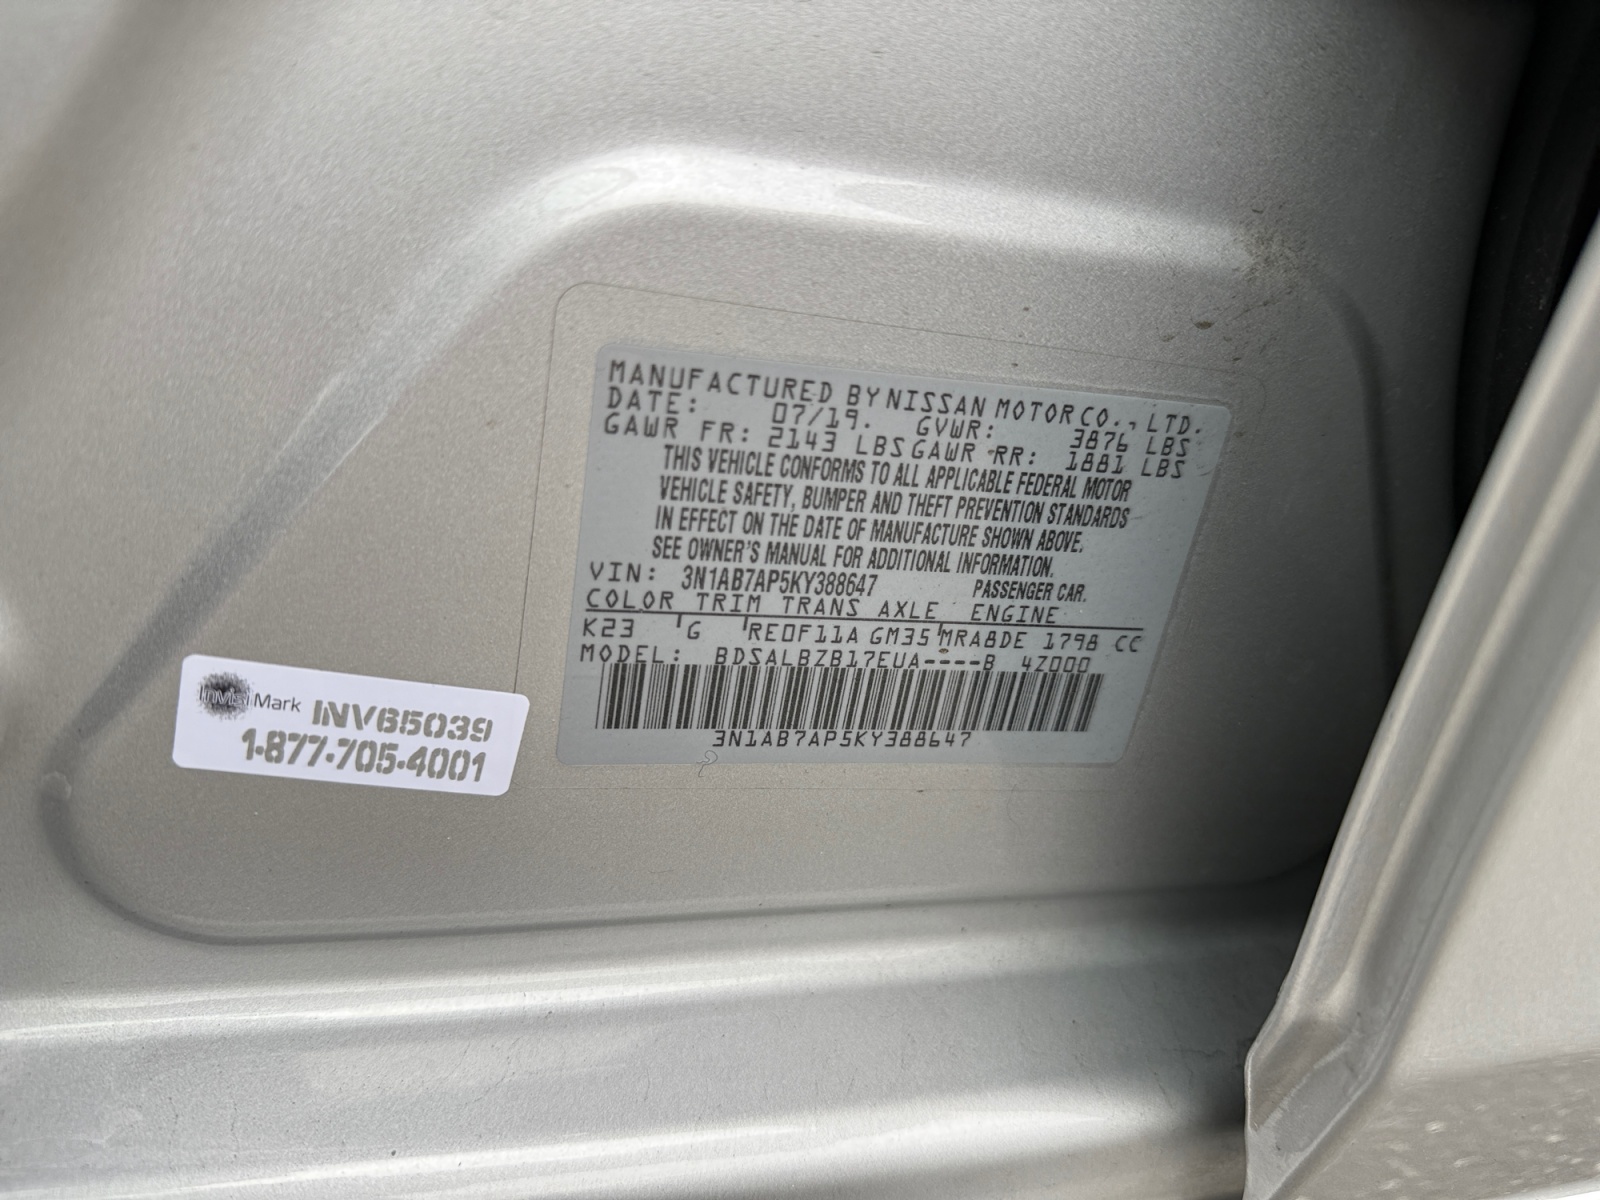 MANUFACTURED BY NISSAN MOTOR CO., LTD.
DATE: 07/19. GVWR: 3876 LBS
GAWR FR: 2143 LBS GAWR RR: 1881 LBS
THIS VEHICLE CONFORMS TO ALL APPLICABLE FEDERAL MOTOR
VEHICLE SAFETY, BUMPER AND THEFT PREVENTION STANDARDS
IN EFFECT ON THE DATE OF MANUFACTURE SHOWN ABOVE.
SEE OWNER'S MANUAL FOR ADDITIONAL INFORMATION.
VIN: 3N1AB7AP5KY388647 PASSENGER CAR.
COLOR TRIM TRANS AXLE ENGINE
K23 G RE0F11A GM35 MRA8DE 1798 CC
MODEL: BDSALBZB17EUA----B 4Z000
3N1AB7AP5KY388647
InvisiMark INV65039
1-877-705-4001